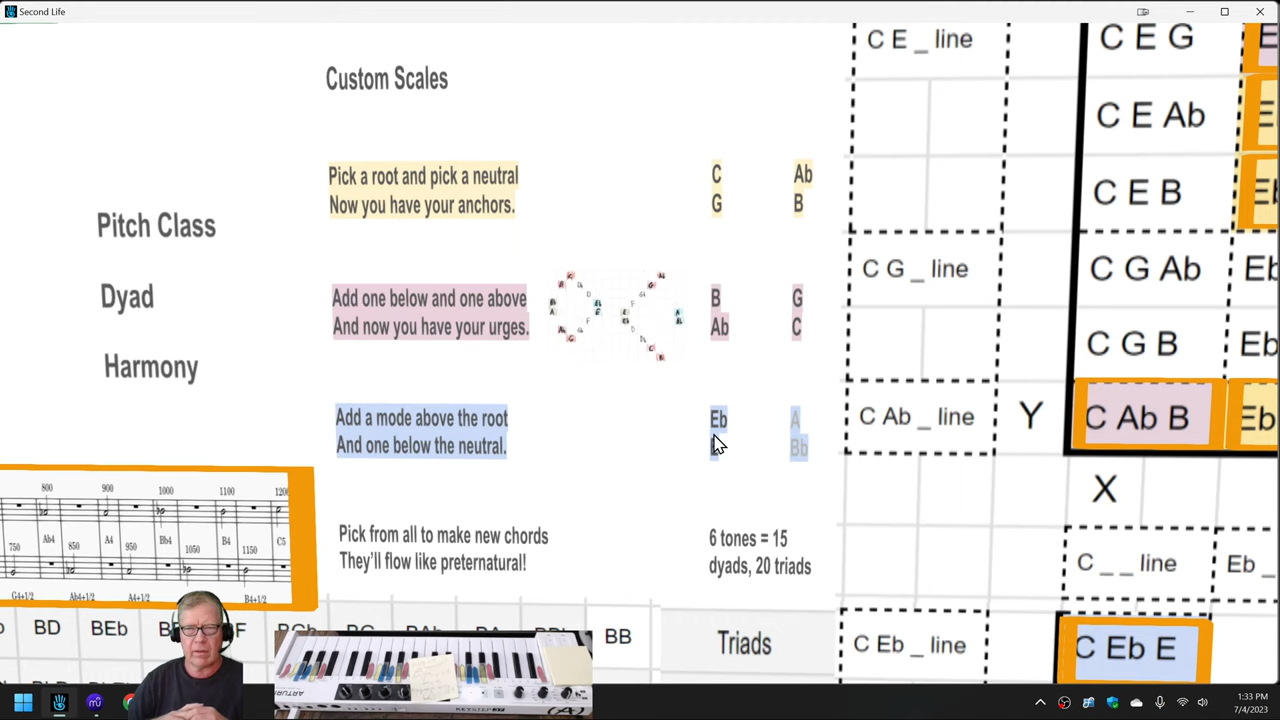 Second Life
Custom Scales
Pick a root and pick a neutral
Now you have your anchors.
C Ab
G B
Pitch Class
Dyad
Harmony
Add one below and one above
And now you have your urges.
B G
Ab C
Add a mode above the root
And one below the neutral.
Eb A
Bb
Pick from all to make new chords
They'll flow like preternatural!
6 tones = 15
dyads, 20 triads
C E _ line
C G _ line
C Ab _ line
Y
C E G
C E Ab
C E B
C G Ab
Eb
C G B
Eb
C Ab B
Eb
X
C _ _ line
Eb _
C Eb _ line
C Eb E
800 900 1000 1100 1200
Ab4 A4 Bb4 B4 C5
750 850 950 1050 1150
G4+1/2 Ab4+1/2 A4+1/2 B4+1/2
BD BEb BB
Triads
ARTURIA
1:33 PM
7/4/2023